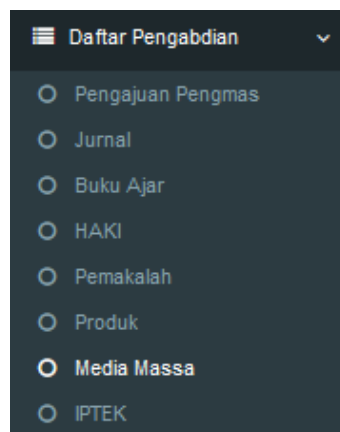 Daftar Pengabdian
Pengajuan Pengmas
Jurnal
Buku Ajar
HAKI
Pemakalah
Produk
Media Massa
IPTEK